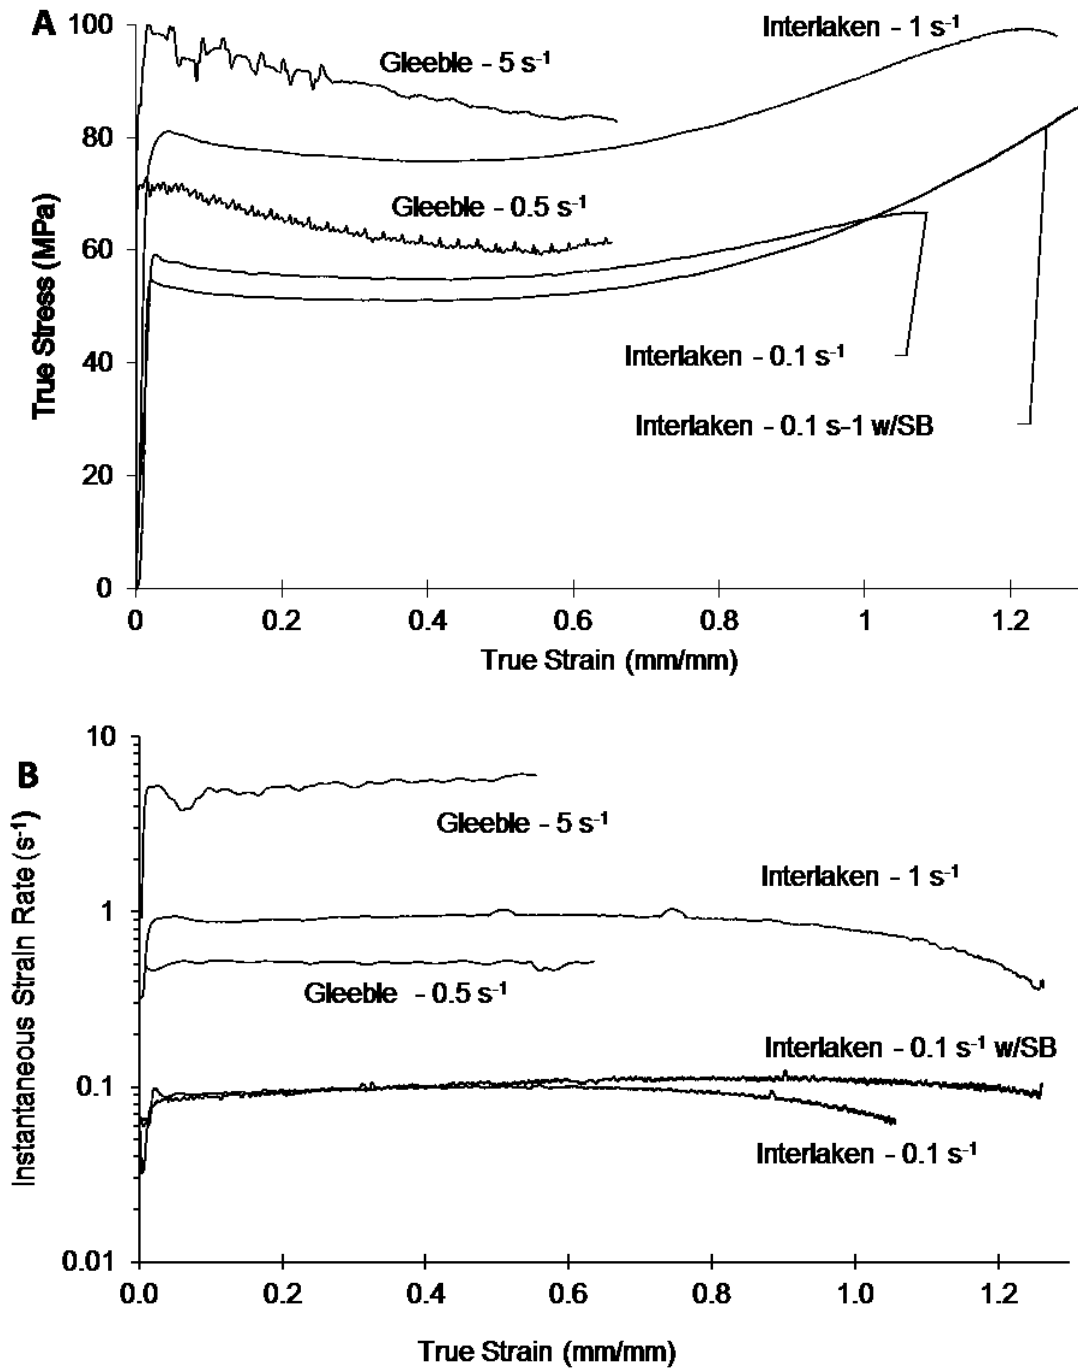 A
100
80
60
40
20
0
True Stress (MPa)
Gleeble - 5 s-1
Interlaken - 1 s-1
Gleeble - 0.5 s-1
Interlaken - 0.1 s-1
Interlaken - 0.1 s-1 w/SB
0 0.2 0.4 0.6 0.8 1 1.2
True Strain (mm/mm)
B
10
1
0.1
0.01
Instantaneous Strain Rate (s-1)
Gleeble - 5 s-1
Interlaken - 1 s-1
Gleeble - 0.5 s-1
Interlaken - 0.1 s-1 w/SB
Interlaken - 0.1 s-1
0.0 0.2 0.4 0.6 0.8 1.0 1.2
True Strain (mm/mm)